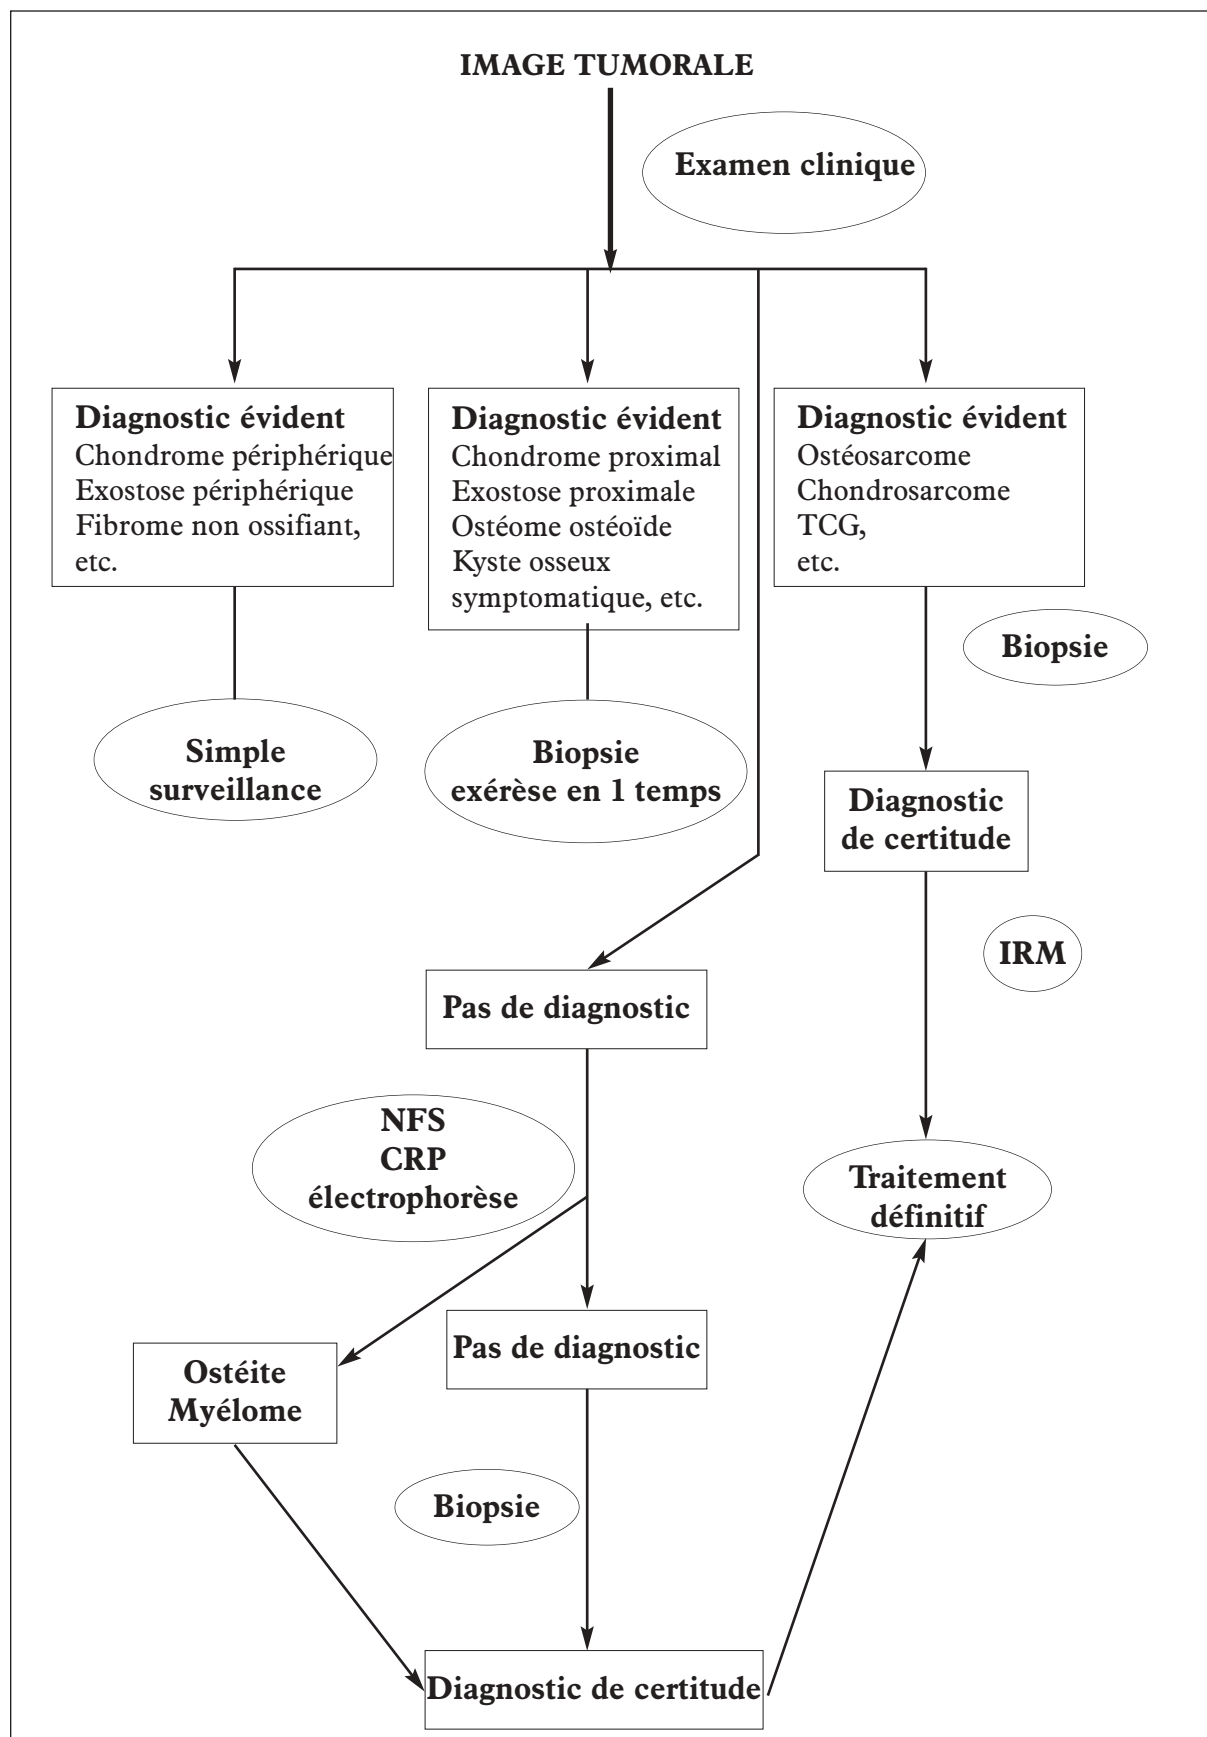 IMAGE TUMORALE
Examen clinique
Diagnostic évident
Chondrome périphérique
Exostose périphérique
Fibrome non ossifiant,
etc.
Diagnostic évident
Chondrome proximal
Exostose proximale
Ostéome ostéoïde
Kyste osseux
symptomatique, etc.
Diagnostic évident
Ostéosarcome
Chondrosarcome
TCG,
etc.
Biopsie
Simple
surveillance
Biopsie
exérèse en 1 temps
Diagnostic
de certitude
IRM
Pas de diagnostic
NFS
CRP
électrophorèse
Traitement
définitif
Pas de diagnostic
Ostéite
Myélome
Biopsie
Diagnostic de certitude